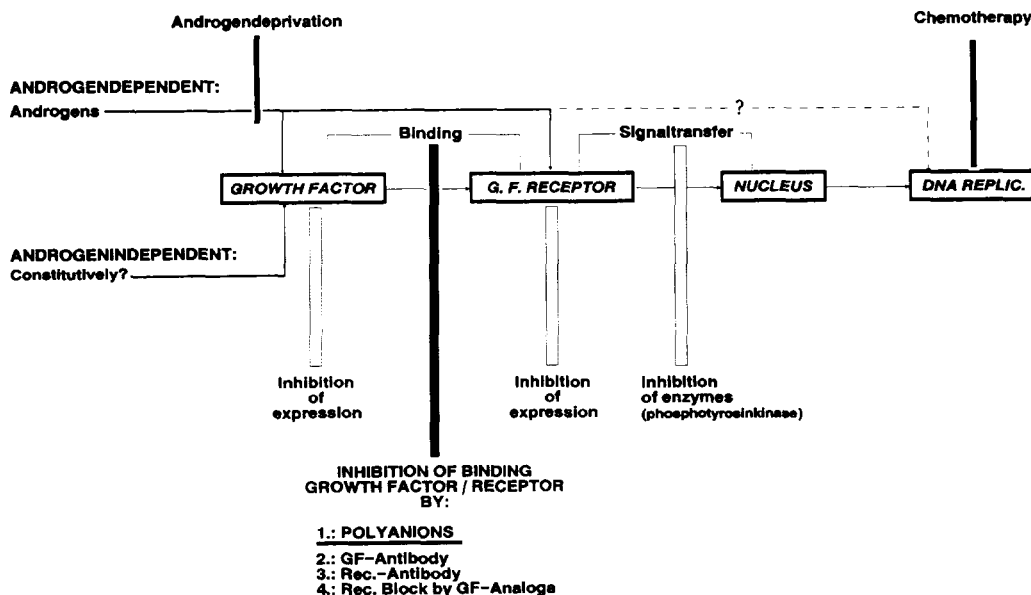 Androgendeprivation
Chemotherapy
ANDROGENDEPENDENT:
Androgens
?
Binding
Signaltransfer
GROWTH FACTOR
G. F. RECEPTOR
NUCLEUS
DNA REPLIC.
ANDROGENINDEPENDENT:
Constitutively?
Inhibition
of
expression
Inhibition
of
expression
Inhibition
of enzymes
(phosphotyrosinkinase)
INHIBITION OF BINDING
GROWTH FACTOR / RECEPTOR
BY:
1.: POLYANIONS
2.: GF-Antibody
3.: Rec.-Antibody
4.: Rec. Block by GF-Analoga